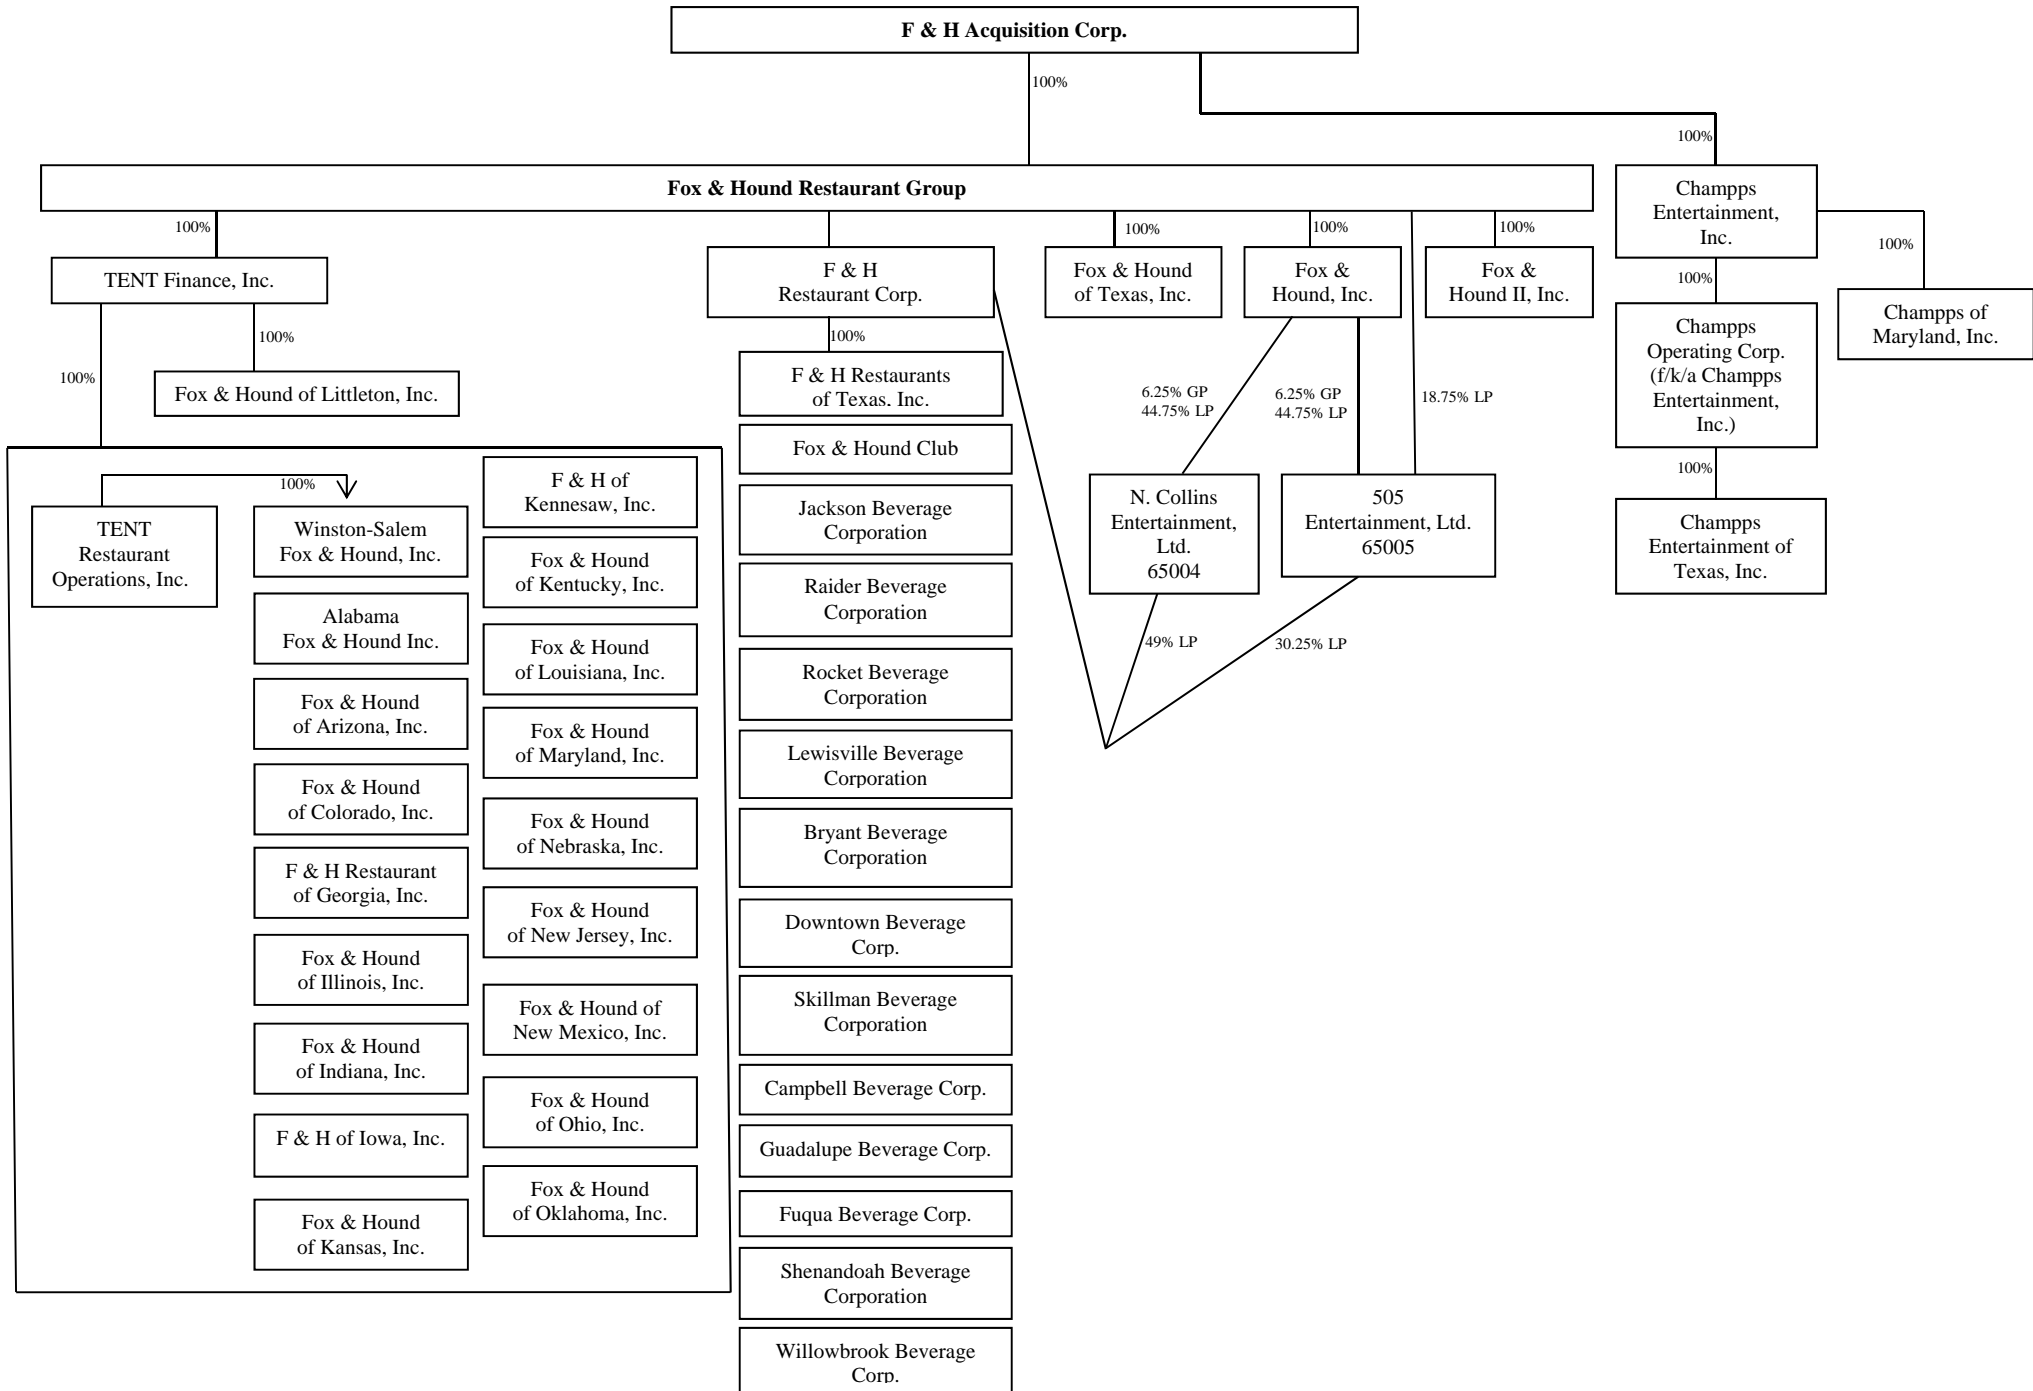 F & H Acquisition Corp.
100%
100%
Fox & Hound Restaurant Group
Champps
Entertainment,
Inc.
100%
100%
100%
100%
100%
100%
TENT Finance, Inc.
F & H
Restaurant Corp.
Fox & Hound
of Texas, Inc.
Fox &
Hound, Inc.
Fox &
Hound II, Inc.
Champps of
Maryland, Inc.
100%
100%
100%
Champps
Operating Corp.
(f/k/a Champps
Entertainment,
Inc.)
100%
Fox & Hound of Littleton, Inc.
F & H Restaurants
of Texas. Inc.
6.25% GP
44.75% LP
6.25% GP
44.75% LP
18.75% LP
Fox & Hound Club
100%
100%
TENT
Restaurant
Operations, Inc.
Winston-Salem
Fox & Hound, Inc.
Alabama
Fox & Hound Inc.
Fox & Hound
of Arizona, Inc.
Fox & Hound
of Colorado, Inc.
F & H Restaurant
of Georgia, Inc.
Fox & Hound
of Illinois, Inc.
Fox & Hound
of Indiana, Inc.
F & H of Iowa, Inc.
Fox & Hound
of Kansas, Inc.
F & H of
Kennesaw, Inc.
Fox & Hound
of Kentucky, Inc.
Fox & Hound
of Louisiana, Inc.
Fox & Hound
of Maryland, Inc.
Fox & Hound
of Nebraska, Inc.
Fox & Hound
of New Jersey, Inc.
Fox & Hound of
New Mexico, Inc.
Fox & Hound
of Ohio, Inc.
Fox & Hound
of Oklahoma, Inc.
Jackson Beverage
Corporation
Raider Beverage
Corporation
Rocket Beverage
Corporation
Lewisville Beverage
Corporation
Bryant Beverage
Corporation
Downtown Beverage
Corp.
Skillman Beverage
Corporation
Campbell Beverage Corp.
Guadalupe Beverage Corp.
Fuqua Beverage Corp.
Shenandoah Beverage
Corporation
Willowbrook Beverage
Corp.
N. Collins
Entertainment,
Ltd.
65004
505
Entertainment, Ltd.
65005
49% LP
30.25% LP
Champps
Entertainment of
Texas, Inc.